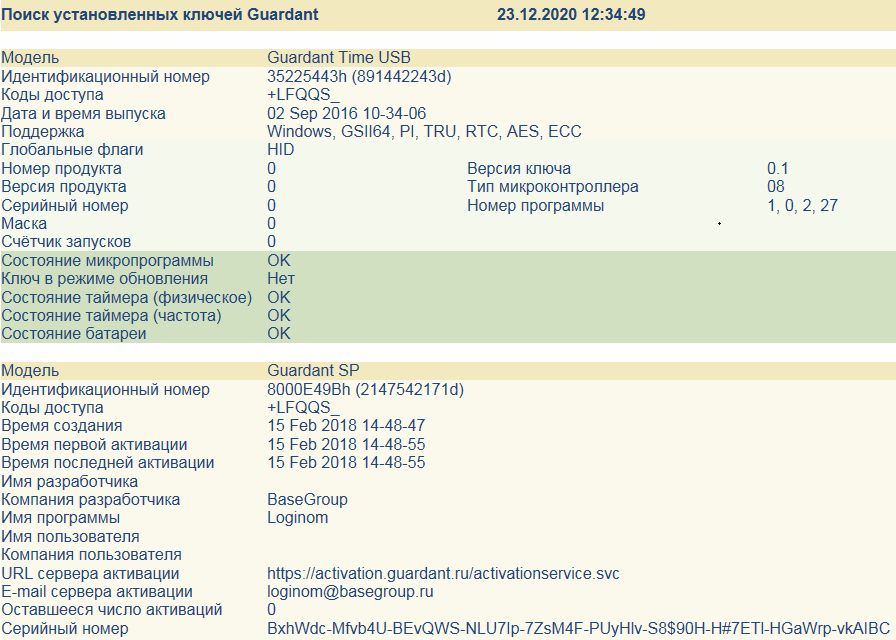 Поиск установленных ключей Guardant 23.12.2020 12:34:49
Модель Guardant Time USB
Идентификационный номер 35225443h (891442243d)
Коды доступа +LFQQS_
Дата и время выпуска 02 Sep 2016 10-34-06
Поддержка Windows, GSII64, PI, TRU, RTC, AES, ECC
Глобальные флаги HID
Номер продукта 0 Версия ключа 0.1
Версия продукта 0 Тип микроконтроллера 08
Серийный номер 0 Номер программы 1, 0, 2, 27
Маска 0
Счётчик запусков 0
Состояние микропрограммы OK
Ключ в режиме обновления Нет
Состояние таймера (физическое) OK
Состояние таймера (частота) OK
Состояние батареи OK
Модель Guardant SP
Идентификационный номер 8000E49Bh (2147542171d)
Коды доступа +LFQQS_
Время создания 15 Feb 2018 14-48-47
Время первой активации 15 Feb 2018 14-48-55
Время последней активации 15 Feb 2018 14-48-55
Имя разработчика
Компания разработчика BaseGroup
Имя программы Loginom
Имя пользователя
Компания пользователя
URL сервера активации https://activation.guardant.ru/activationservice.svc
E-mail сервера активации loginom@basegroup.ru
Оставшееся число активаций 0
Серийный номер BxhWdc-Mfvb4U-BEvQWS-NLU7Ip-7ZsM4F-PUyHlv-S8$90H-H#7ETl-HGaWrp-vkAIBC